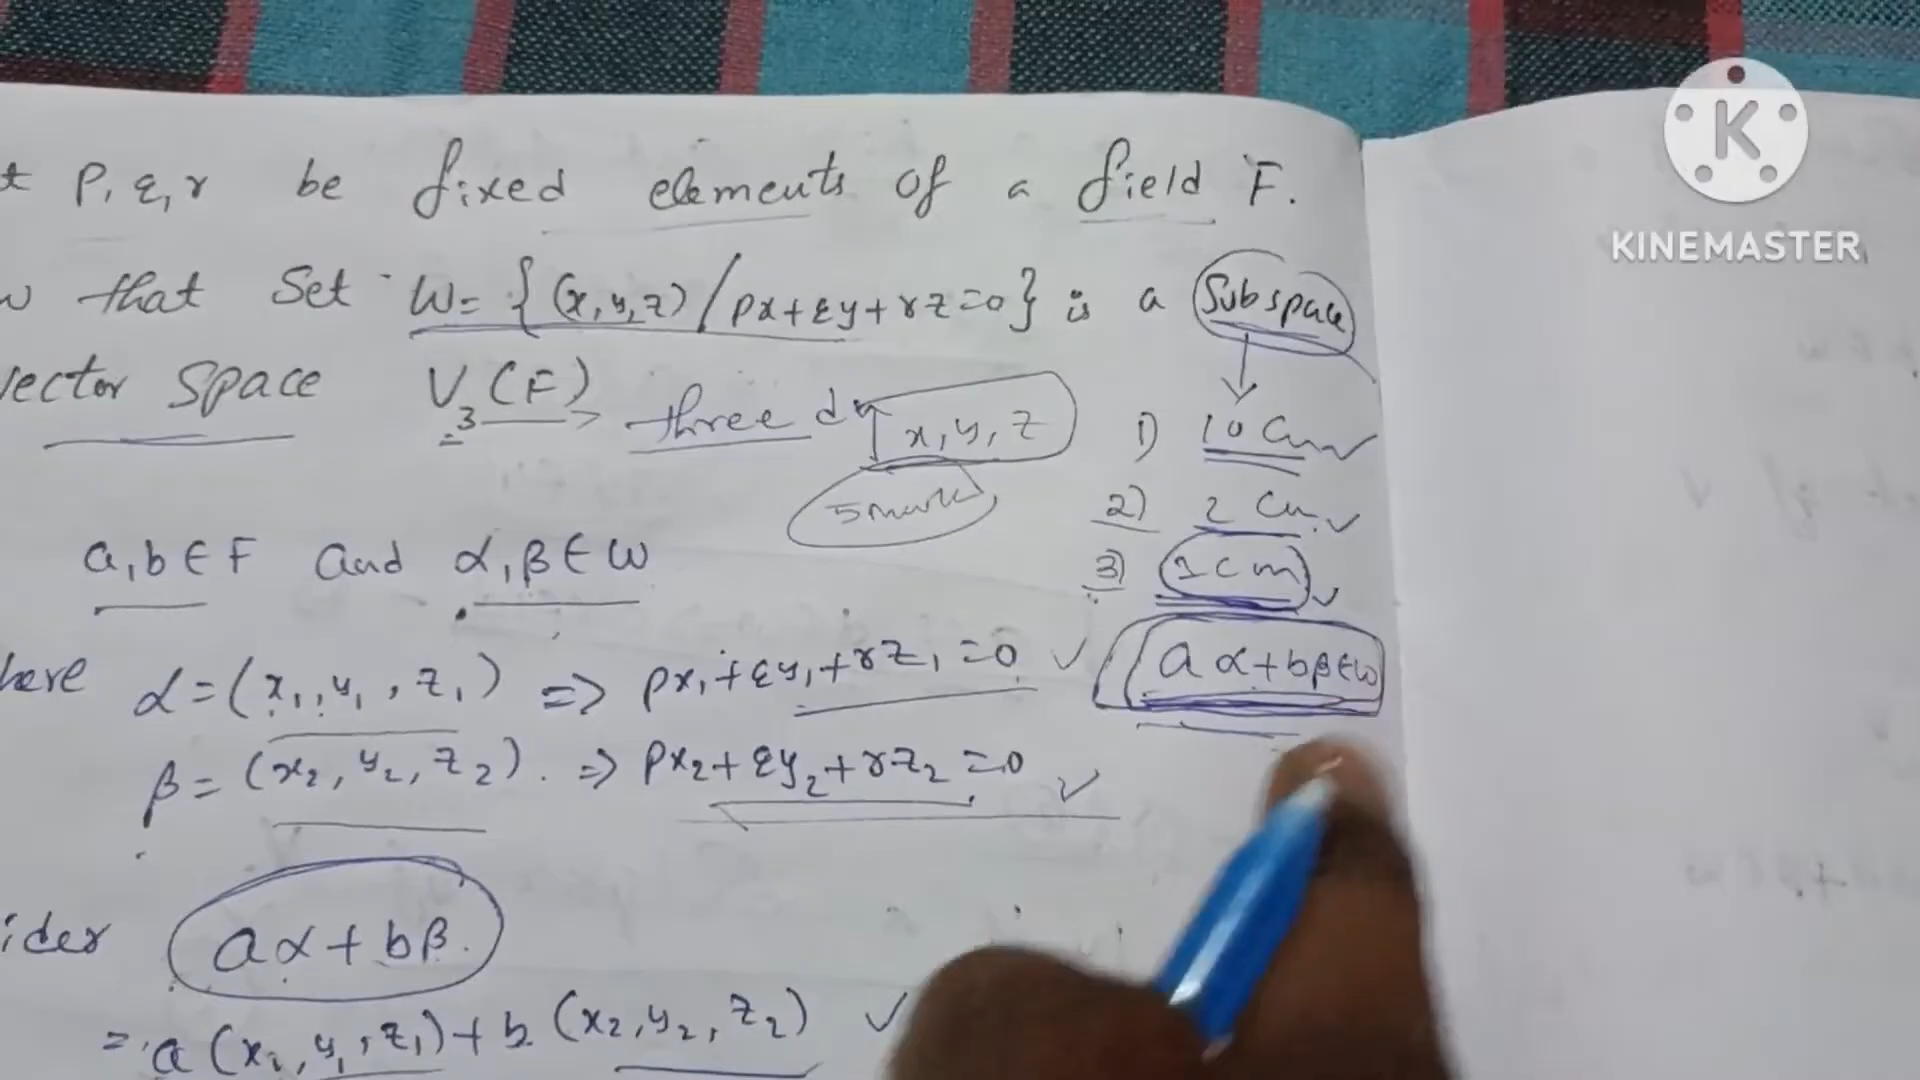 t P, q, r be fixed elements of a field F.
w that Set W = {(x, y, z) / px+qy+rz=0} is a Subspace
vector Space V₃(F) three d x, y, z
5 mark
1) 10 Cm
2) 2 Cm
3) 1 cm
aα+bβ∈W
a, b ∈ F and α, β ∈ W
here α = (x₁, y₁, z₁) => px₁+qy₁+rz₁=0
β = (x₂, y₂, z₂). => px₂+qy₂+rz₂=0
ider aα+bβ.
= a(x₁, y₁, z₁)+b(x₂, y₂, z₂)
K
KINEMASTER